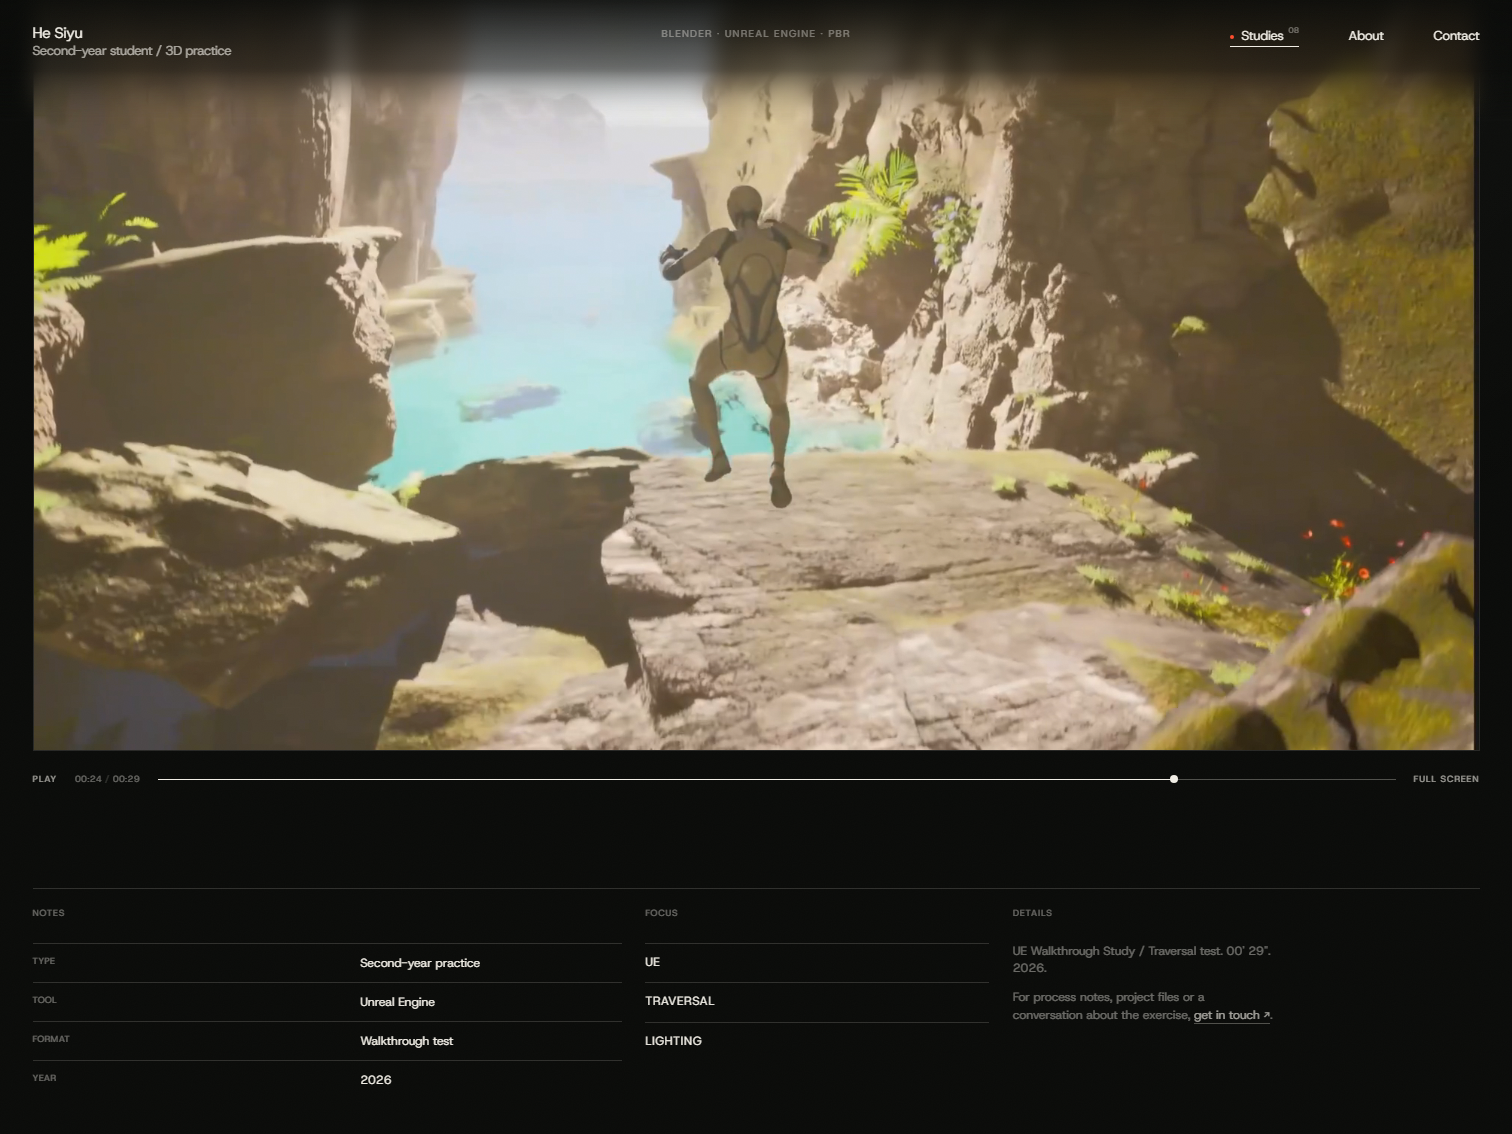 He Siyu
Second-year student / 3D practice
BLENDER · UNREAL ENGINE · PBR
Studies 08
About
Contact
PLAY
00:24 / 00:29
FULL SCREEN
NOTES
TYPE
Second-year practice
TOOL
Unreal Engine
FORMAT
Walkthrough test
YEAR
2026
FOCUS
UE
TRAVERSAL
LIGHTING
DETAILS
UE Walkthrough Study / Traversal test. 00' 29".
2026.
For process notes, project files or a
conversation about the exercise, get in touch ↗.